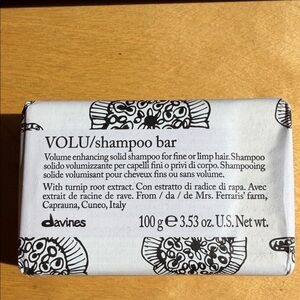 VOLU/shampoo bar
Volume enhancing solid shampoo for fine or limp hair. Shampoo
solido volumizzante per capelli fini o privi di corpo. Shampooing
solide volumisant pour cheveux fins ou sans volume.
With turnip root extract. Con estratto di radice di rapa. Avec
extrait de racine de rave. From / da / de Mrs. Ferraris' farm,
Caprauna, Cuneo, Italy
davines 100 g ℮ 3.53 oz. U.S. Net wt.